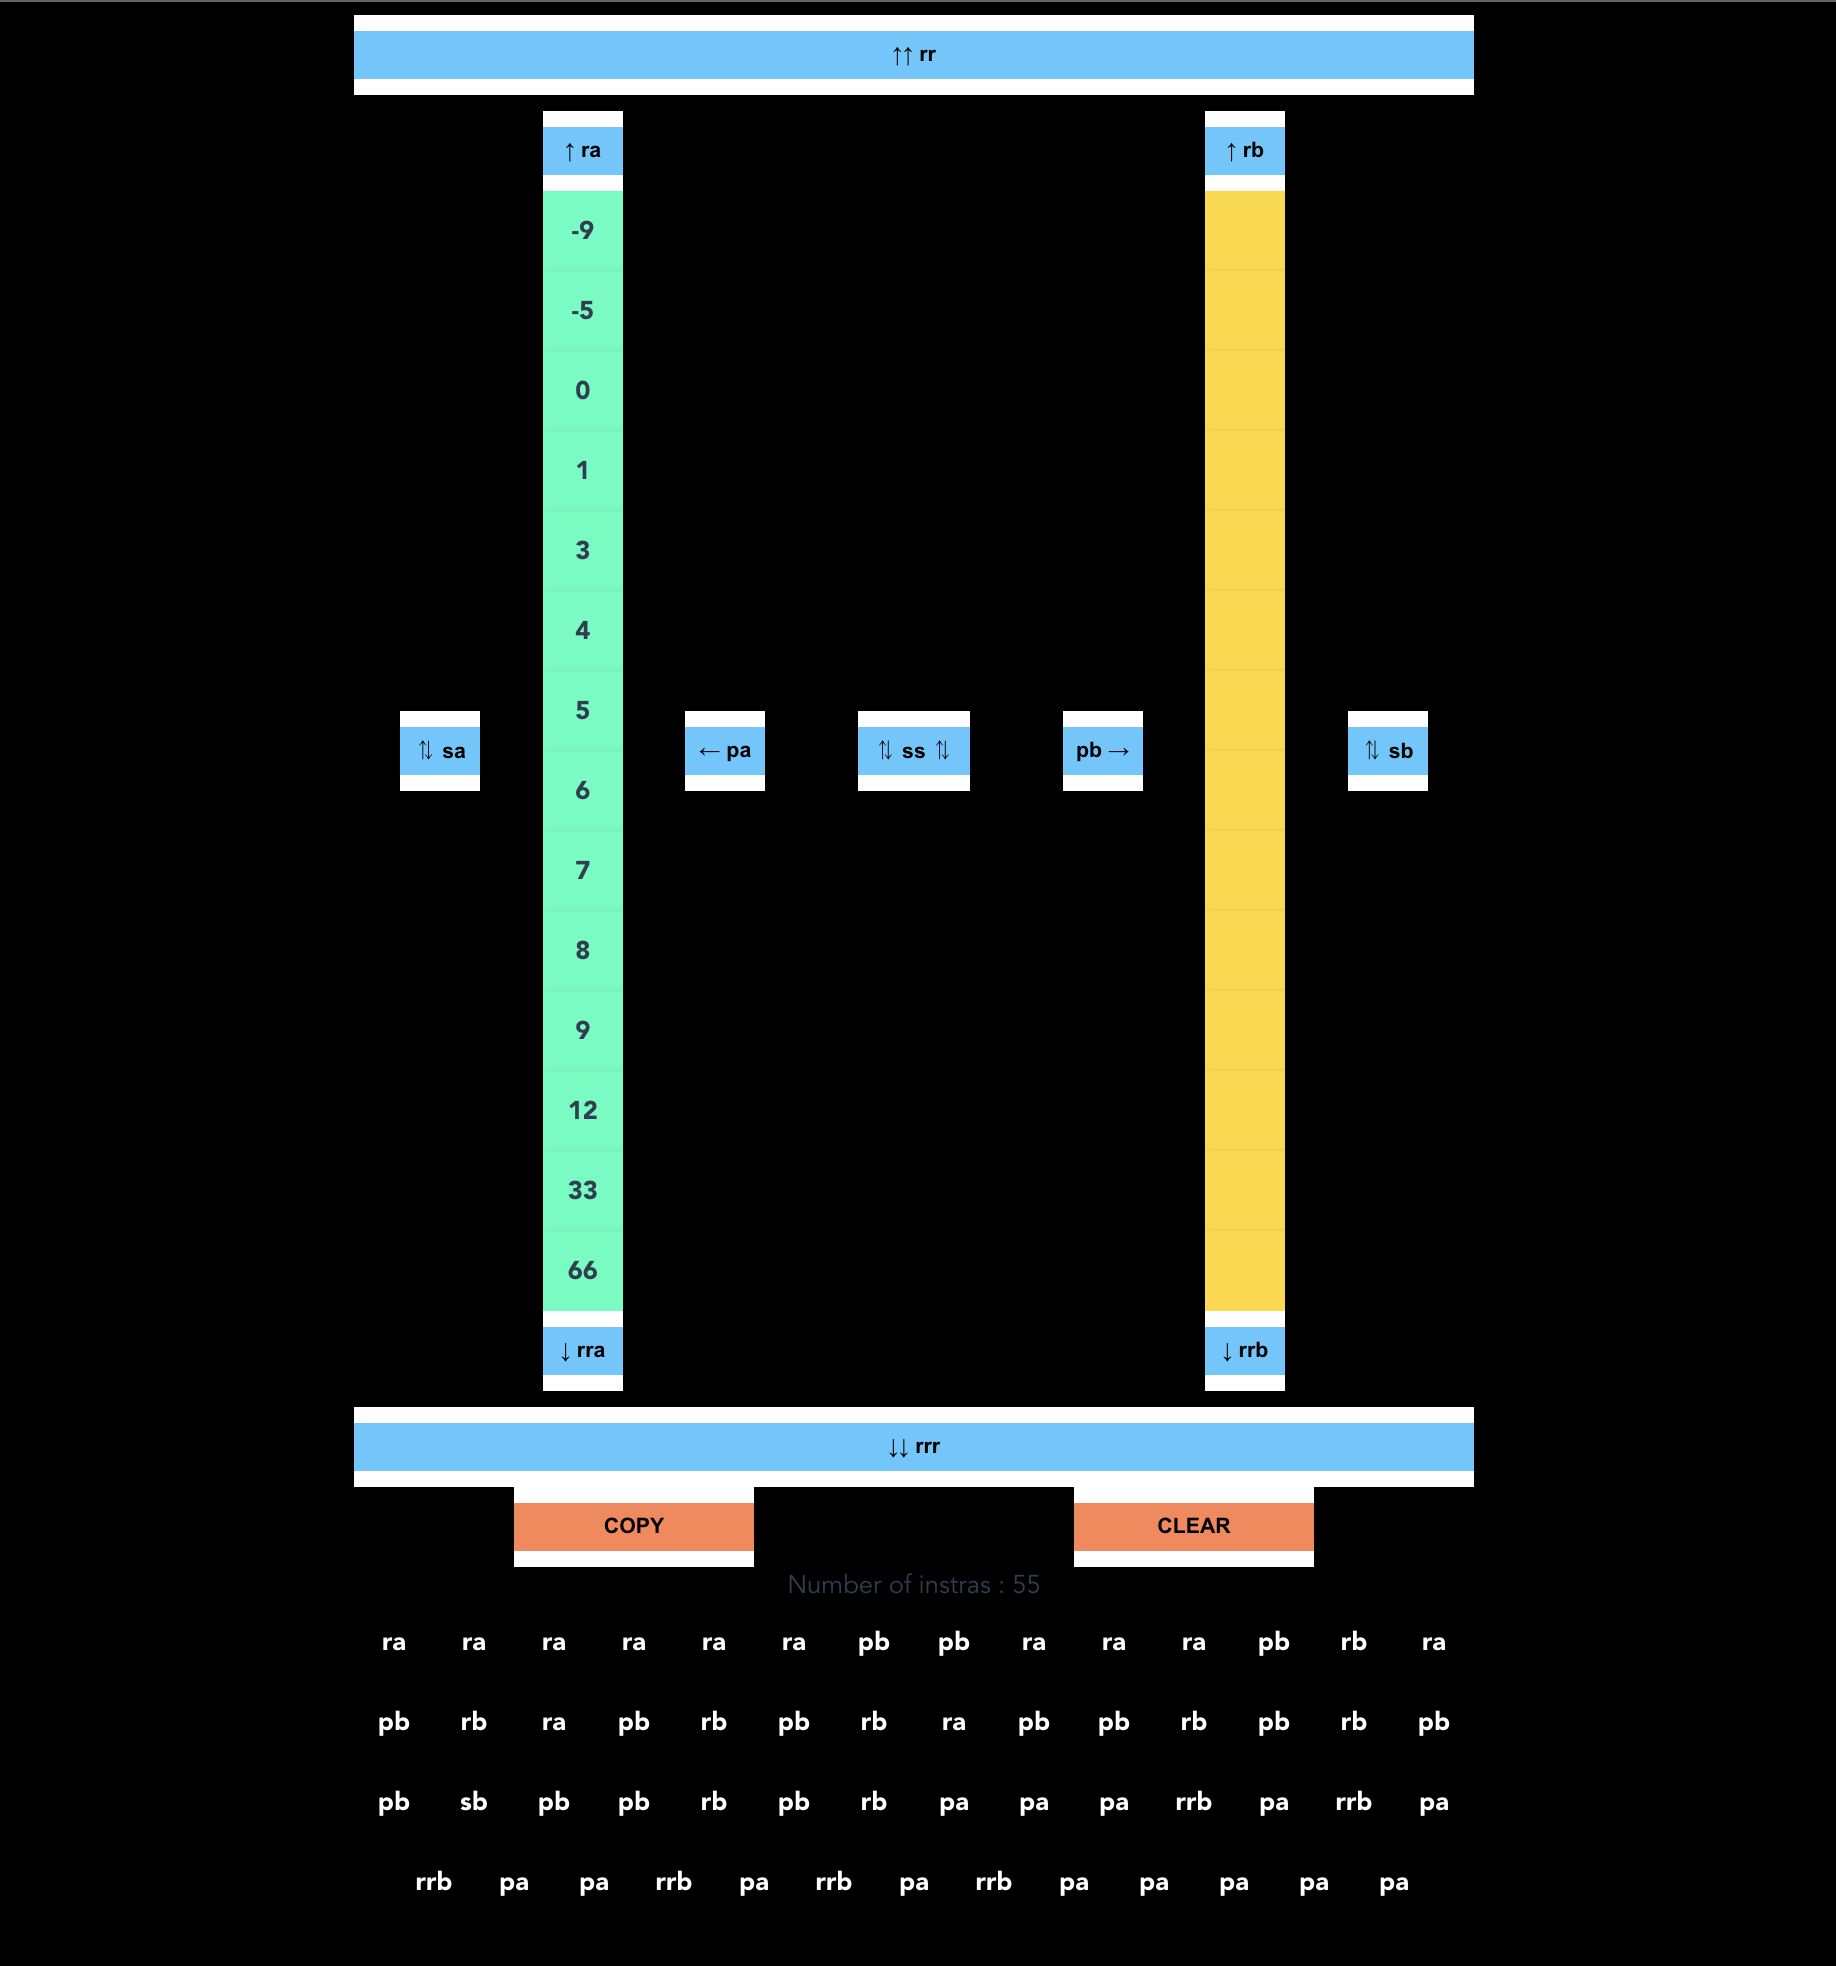 ↑↑ rr
↑ ra ↑ rb
-9
-5
0
1
3
4
5
⇅ sa ← pa ⇅ ss ⇅ pb → ⇅ sb
6
7
8
9
12
33
66
↓ rra ↓ rrb
↓↓ rrr
COPY CLEAR
Number of instras : 55
ra ra ra ra ra ra pb pb ra ra ra pb rb ra
pb rb ra pb rb pb rb ra pb pb rb pb rb pb
pb sb pb pb rb pb rb pa pa pa rrb pa rrb pa
rrb pa pa rrb pa rrb pa rrb pa pa pa pa pa